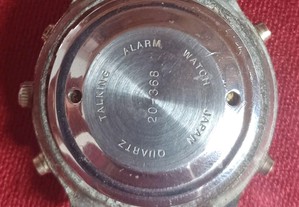 TALKING ALARM WATCH JAPAN QUARTZ
20-368